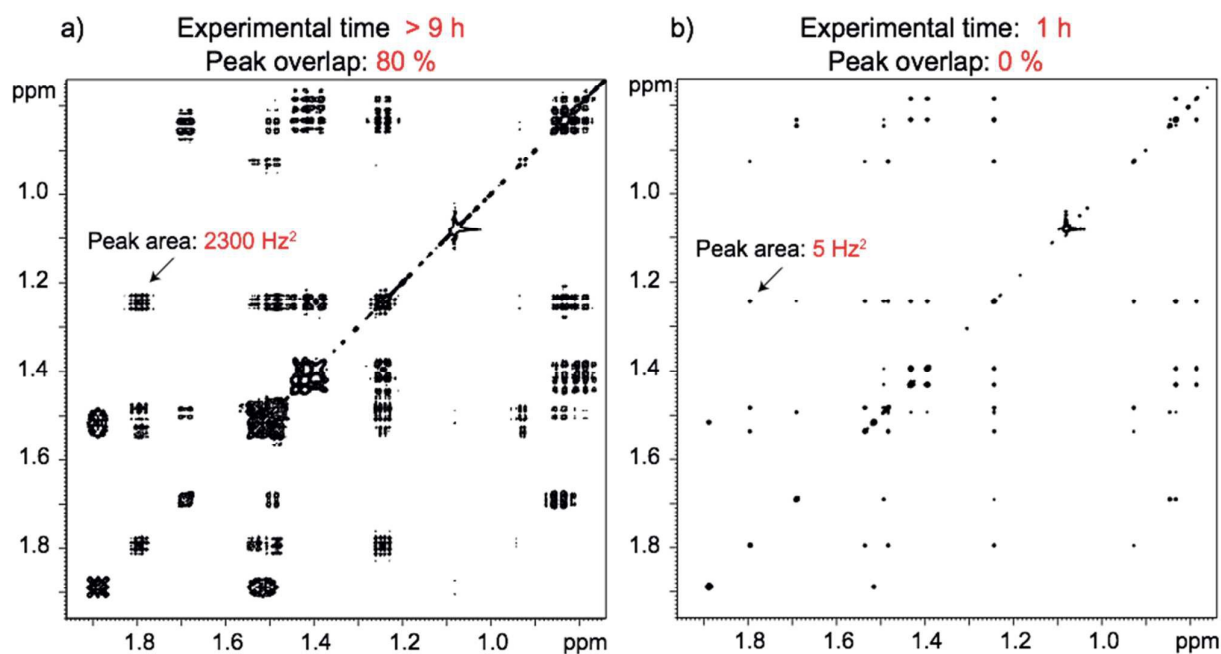 a) Experimental time > 9 h
Peak overlap: 80 %
ppm
1.0
1.2
1.4
1.6
1.8
Peak area: 2300 Hz²
1.8 1.6 1.4 1.2 1.0 ppm
b) Experimental time: 1 h
Peak overlap: 0 %
ppm
1.0
1.2
1.4
1.6
1.8
Peak area: 5 Hz²
1.8 1.6 1.4 1.2 1.0 ppm